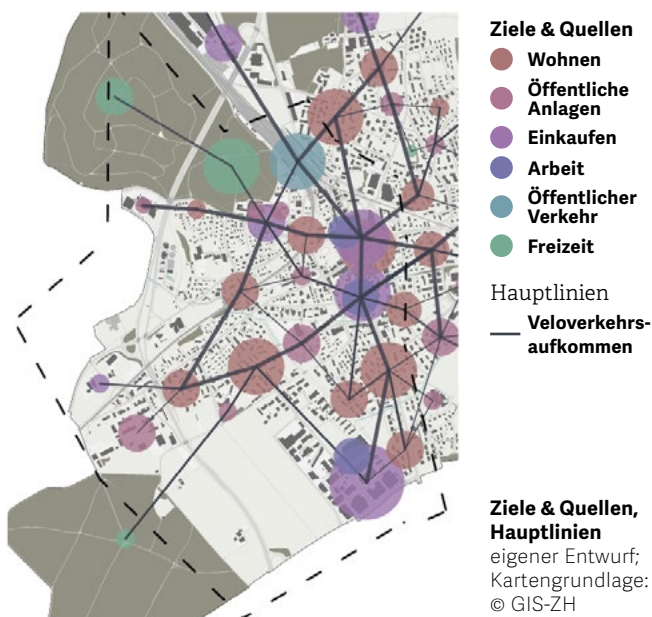 Ziele & Quellen
Wohnen
Öffentliche
Anlagen
Einkaufen
Arbeit
Öffentlicher
Verkehr
Freizeit
Hauptlinien
Veloverkehrs-
aufkommen
Ziele & Quellen,
Hauptlinien
eigener Entwurf;
Kartengrundlage:
© GIS-ZH